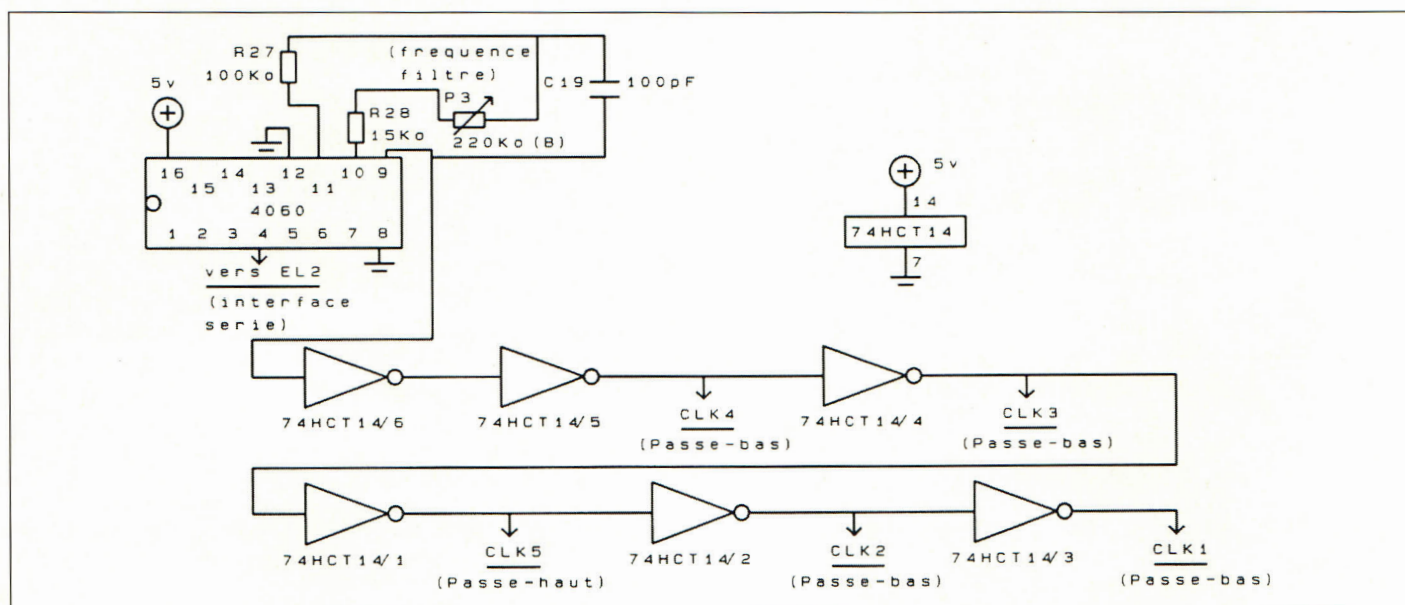 R27
100Ko
(frequence
filtre)
C19
100pF
5v
P3
R28
15Ko
220Ko(B)
16 14 12 10 9
15 13 11
4060
1 2 3 4 5 6 7 8
5v
14
74HCT14
7
vers EL2
(interface
serie)
74HCT14/6
74HCT14/5
CLK4
(Passe-bas)
74HCT14/4
CLK3
(Passe-bas)
74HCT14/1
CLK5
(Passe-haut)
74HCT14/2
CLK2
(Passe-bas)
74HCT14/3
CLK1
(Passe-bas)